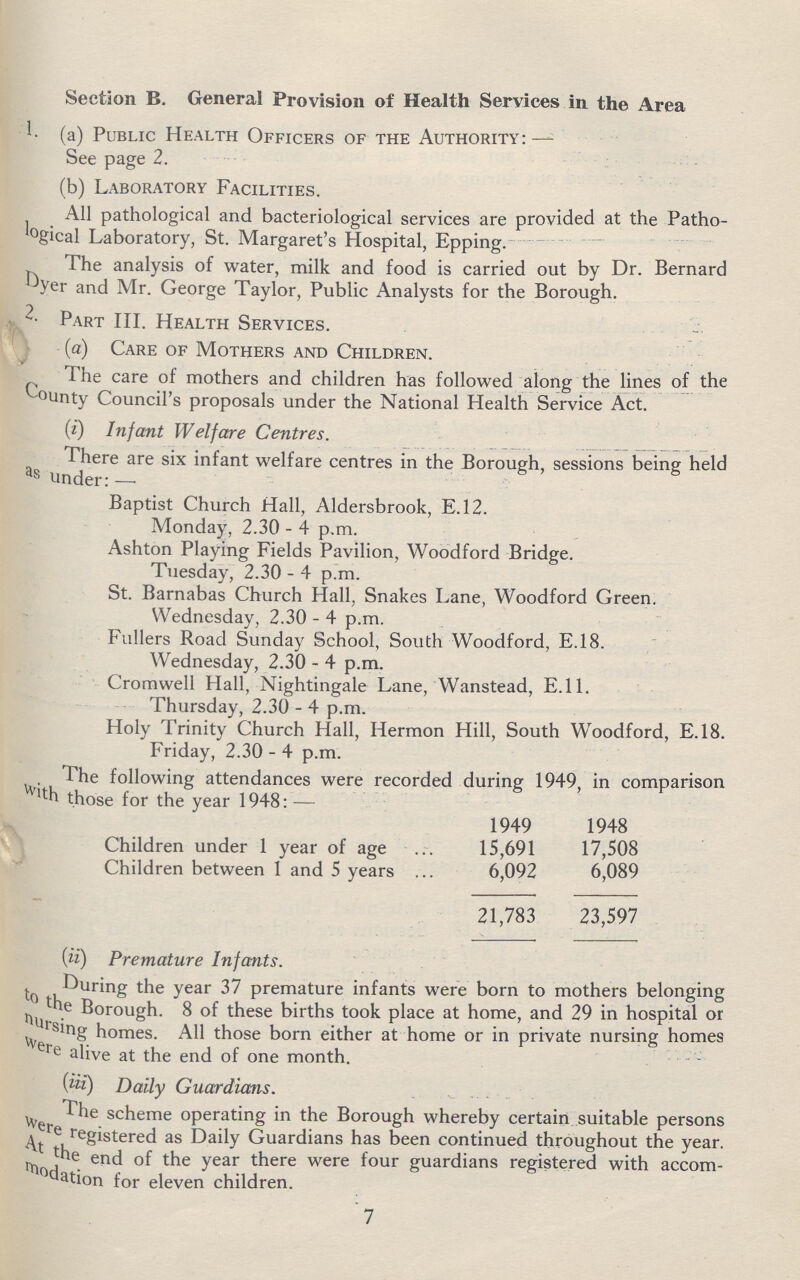 Section B. General Provision of Health Services in the Area
1. (a) Public Health Officers of the Authority: —
See page 2.
(b) Laboratory Facilities.
All pathological and bacteriological services are provided at the Patho-
logical Laboratory, St. Margaret's Hospital, Epping.
The analysis of water, milk and food is carried out by Dr. Bernard
Dyer and Mr. George Taylor, Public Analysts for the Borough.
2. Part III. Health Services.
(a) Care of Mothers and Children.
The care of mothers and children has followed along the lines of the
County Council's proposals under the National Health Service Act.
(i) Infant Welfare Centres.
There are six infant welfare centres in the Borough, sessions being held
as under: —
Baptist Church Hall, Aldersbrook, E.12.
Monday, 2.30 - 4 p.m.
Ashton Playing Fields Pavilion, Woodford Bridge.
Tuesday, 2.30 - 4 p.m.
St. Barnabas Church Hall, Snakes Lane, Woodford Green.
Wednesday, 2.30 - 4 p.m.
Fullers Road Sunday School, South Woodford, E.18.
Wednesday, 2.30 - 4 p.m.
Cromwell Hall, Nightingale Lane, Wanstead, E.11.
Thursday, 2.30 - 4 p.m.
Holy Trinity Church Hall, Hermon Hill, South Woodford, E.18.
Friday, 2.30 - 4 p.m.
The following attendances were recorded during 1949, in comparison
with those for the year 1948: —
1949 1948
Children under 1 year of age ... 15,691 17,508
Children between 1 and 5 years ... 6,092 6,089
21,783 23,597
(ii) Premature Infants.
During the year 37 premature infants were born to mothers belonging
to the Borough. 8 of these births took place at home, and 29 in hospital or
nursing homes. All those born either at home or in private nursing homes
were alive at the end of one month.
(iii) Daily Guardians.
The scheme operating in the Borough whereby certain suitable persons
were registered as Daily Guardians has been continued throughout the year.
At the end of the year there were four guardians registered with accom-
modation for eleven children.
7